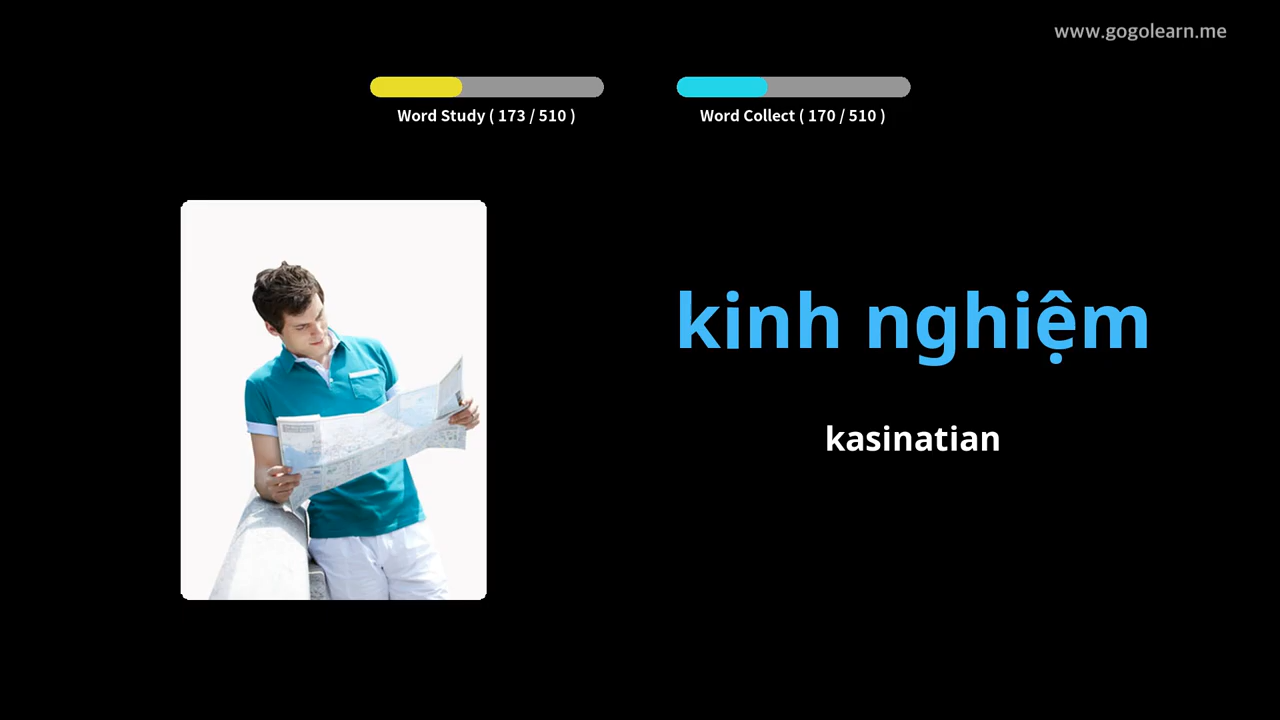 www.gogolearn.me
Word Study ( 173 / 510 )
Word Collect ( 170 / 510 )
kinh nghiệm
kasinatian